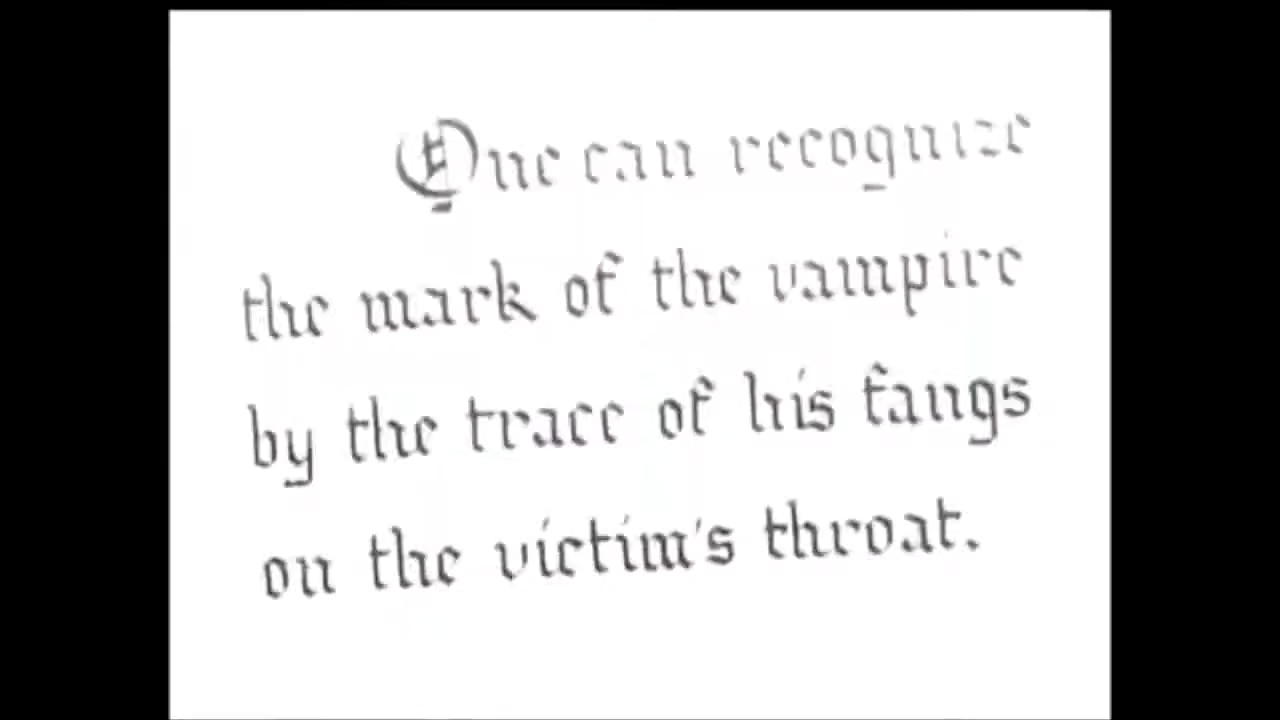 One can recognize
the mark of the vampire
by the trace of his fangs
on the victim's throat.